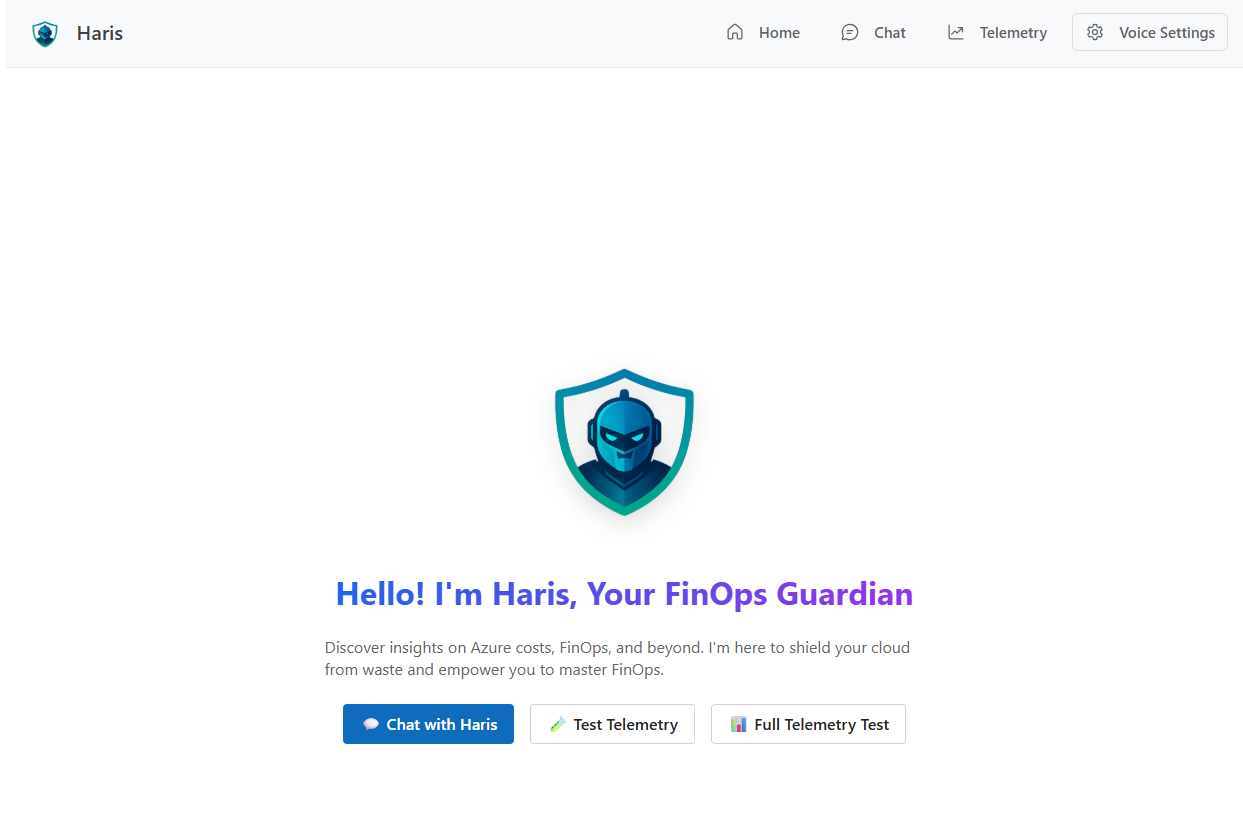 Haris
Home
Chat
Telemetry
Voice Settings
Hello! I'm Haris, Your FinOps Guardian
Discover insights on Azure costs, FinOps, and beyond. I'm here to shield your cloud
from waste and empower you to master FinOps.
Chat with Haris
Test Telemetry
Full Telemetry Test